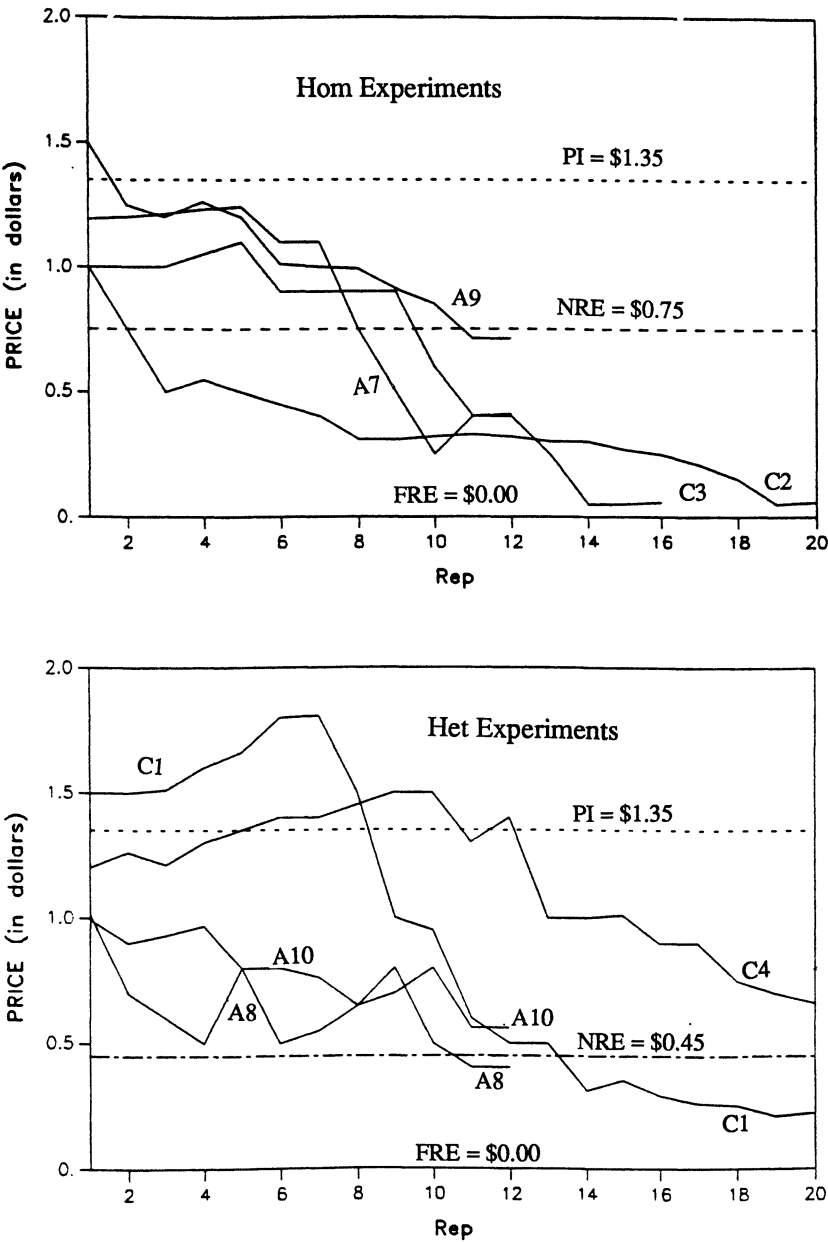 2.0
Hom Experiments
1.5
PI = $1.35
1.0
A9
NRE = $0.75
A7
0.5
FRE = $0.00
C3
C2
0.
2 4 6 8 10 12 14 16 18 20
PRICE (in dollars)
Rep
2.0
Het Experiments
C1
1.5
PI = $1.35
1.0
A10
C4
A8
A10
0.5
NRE = $0.45
A8
C1
FRE = $0.00
0.
2 4 6 8 10 12 14 16 18 20
PRICE (in dollars)
Rep